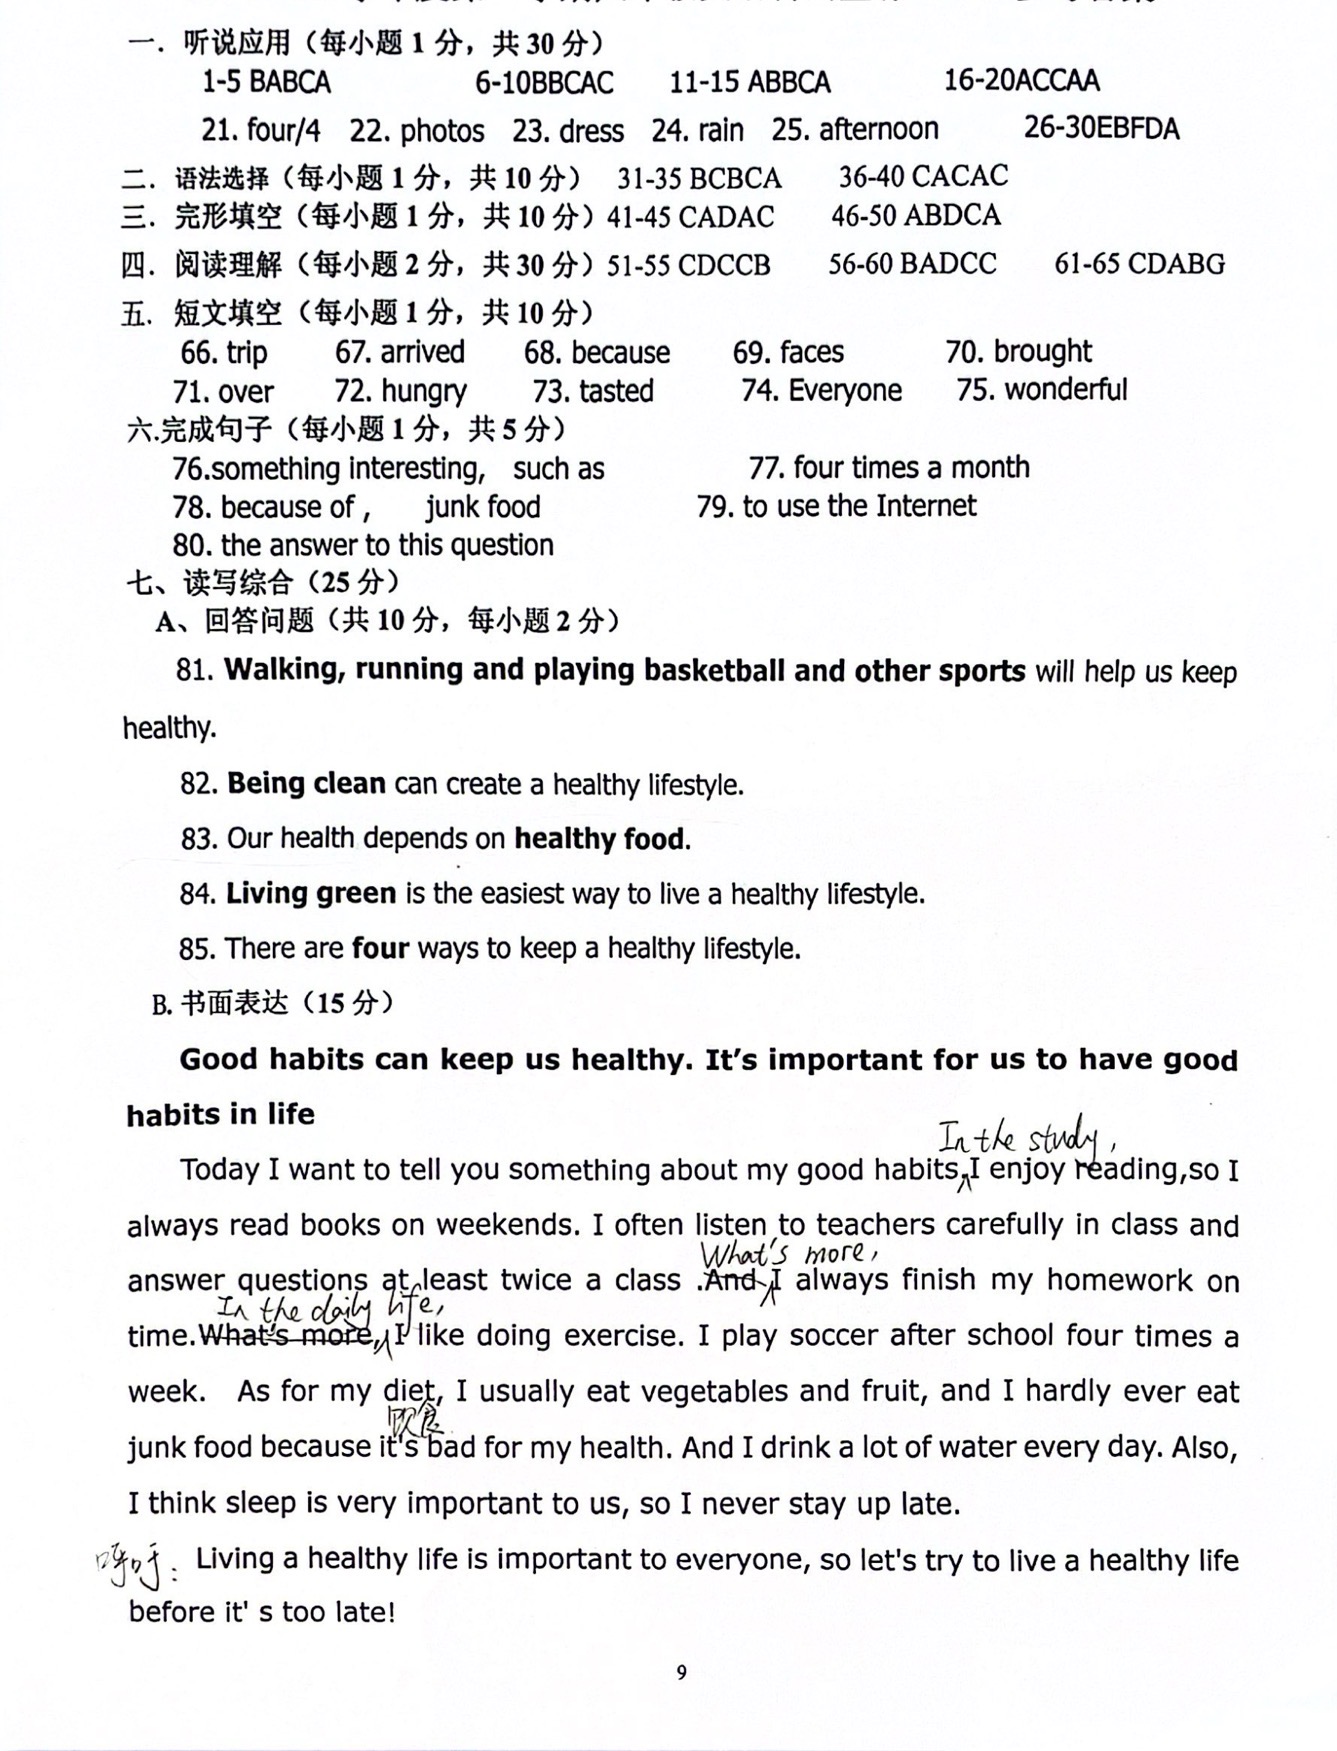 一．听说应用（每小题 1 分，共 30 分）
1-5 BABCA 6-10BBCAC 11-15 ABBCA 16-20ACCAA
21. four/4 22. photos 23. dress 24. rain 25. afternoon 26-30EBFDA
二．语法选择（每小题 1 分，共 10 分） 31-35 BCBCA 36-40 CACAC
三．完形填空（每小题 1 分，共 10 分）41-45 CADAC 46-50 ABDCA
四．阅读理解（每小题 2 分，共 30 分）51-55 CDCCB 56-60 BADCC 61-65 CDABG
五．短文填空（每小题 1 分，共 10 分）
66. trip 67. arrived 68. because 69. faces 70. brought
71. over 72. hungry 73. tasted 74. Everyone 75. wonderful
六.完成句子（每小题 1 分，共 5 分）
76.something interesting, such as 77. four times a month
78. because of , junk food 79. to use the Internet
80. the answer to this question
七、读写综合（25 分）
A、回答问题（共 10 分，每小题 2 分）
81. Walking, running and playing basketball and other sports will help us keep
healthy.
82. Being clean can create a healthy lifestyle.
83. Our health depends on healthy food.
84. Living green is the easiest way to live a healthy lifestyle.
85. There are four ways to keep a healthy lifestyle.
B. 书面表达（15 分）
Good habits can keep us healthy. It's important for us to have good
habits in life
In the study,
Today I want to tell you something about my good habits,I enjoy reading,so I
always read books on weekends. I often listen to teachers carefully in class and
What's more,
answer questions at least twice a class .And I always finish my homework on
In the daily life,
time.What's more, I like doing exercise. I play soccer after school four times a
week. As for my diet, I usually eat vegetables and fruit, and I hardly ever eat
饮食
junk food because it's bad for my health. And I drink a lot of water every day. Also,
I think sleep is very important to us, so I never stay up late.
呼吁： Living a healthy life is important to everyone, so let's try to live a healthy life
before it' s too late!
9